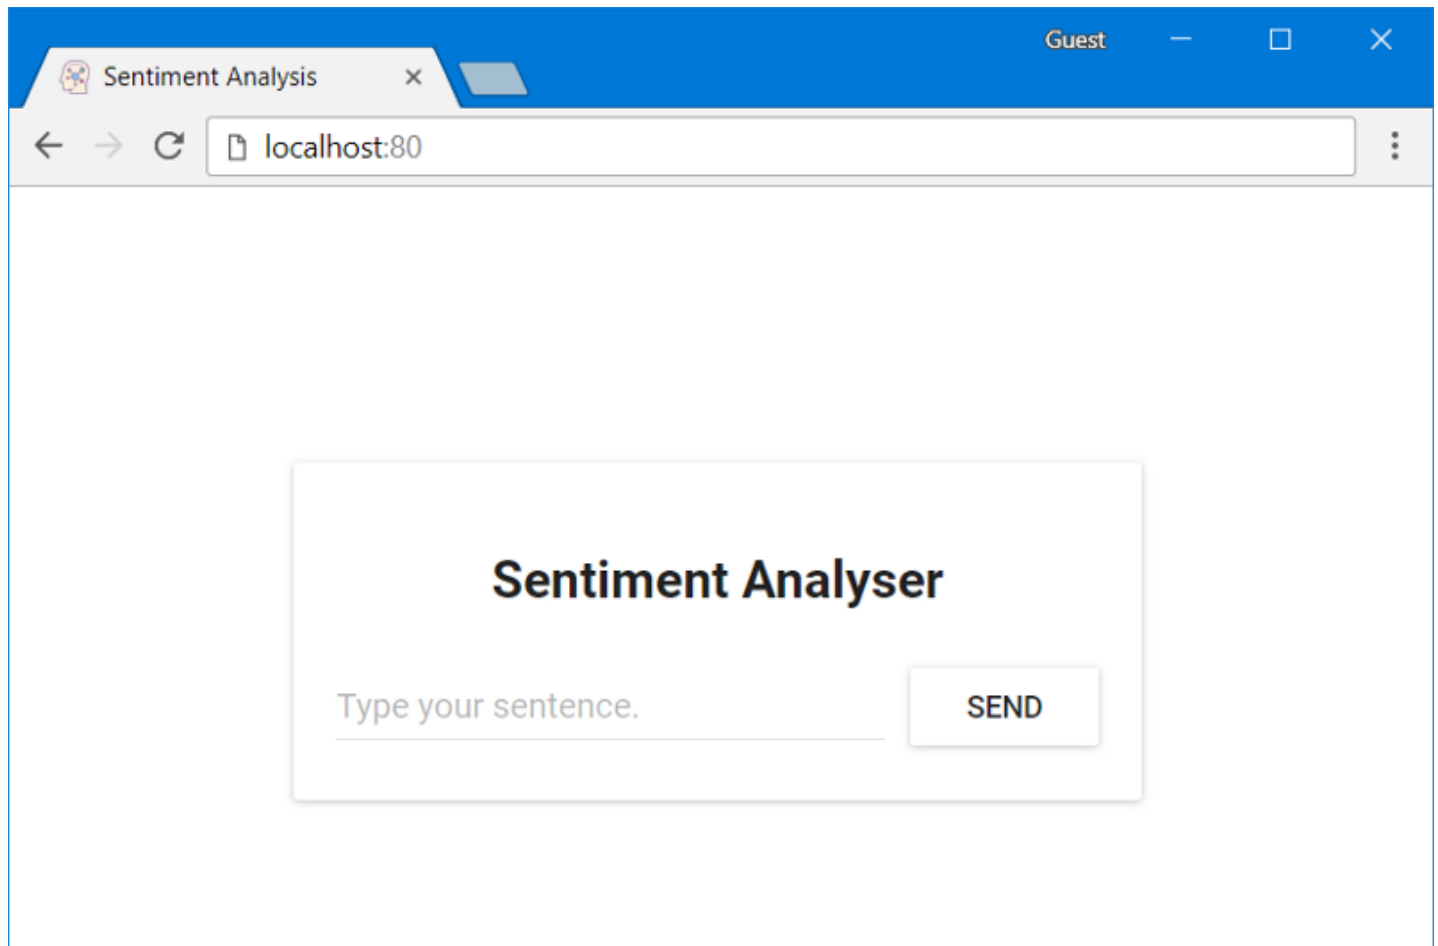 Guest
Sentiment Analysis
localhost:80
Sentiment Analyser
Type your sentence.
SEND